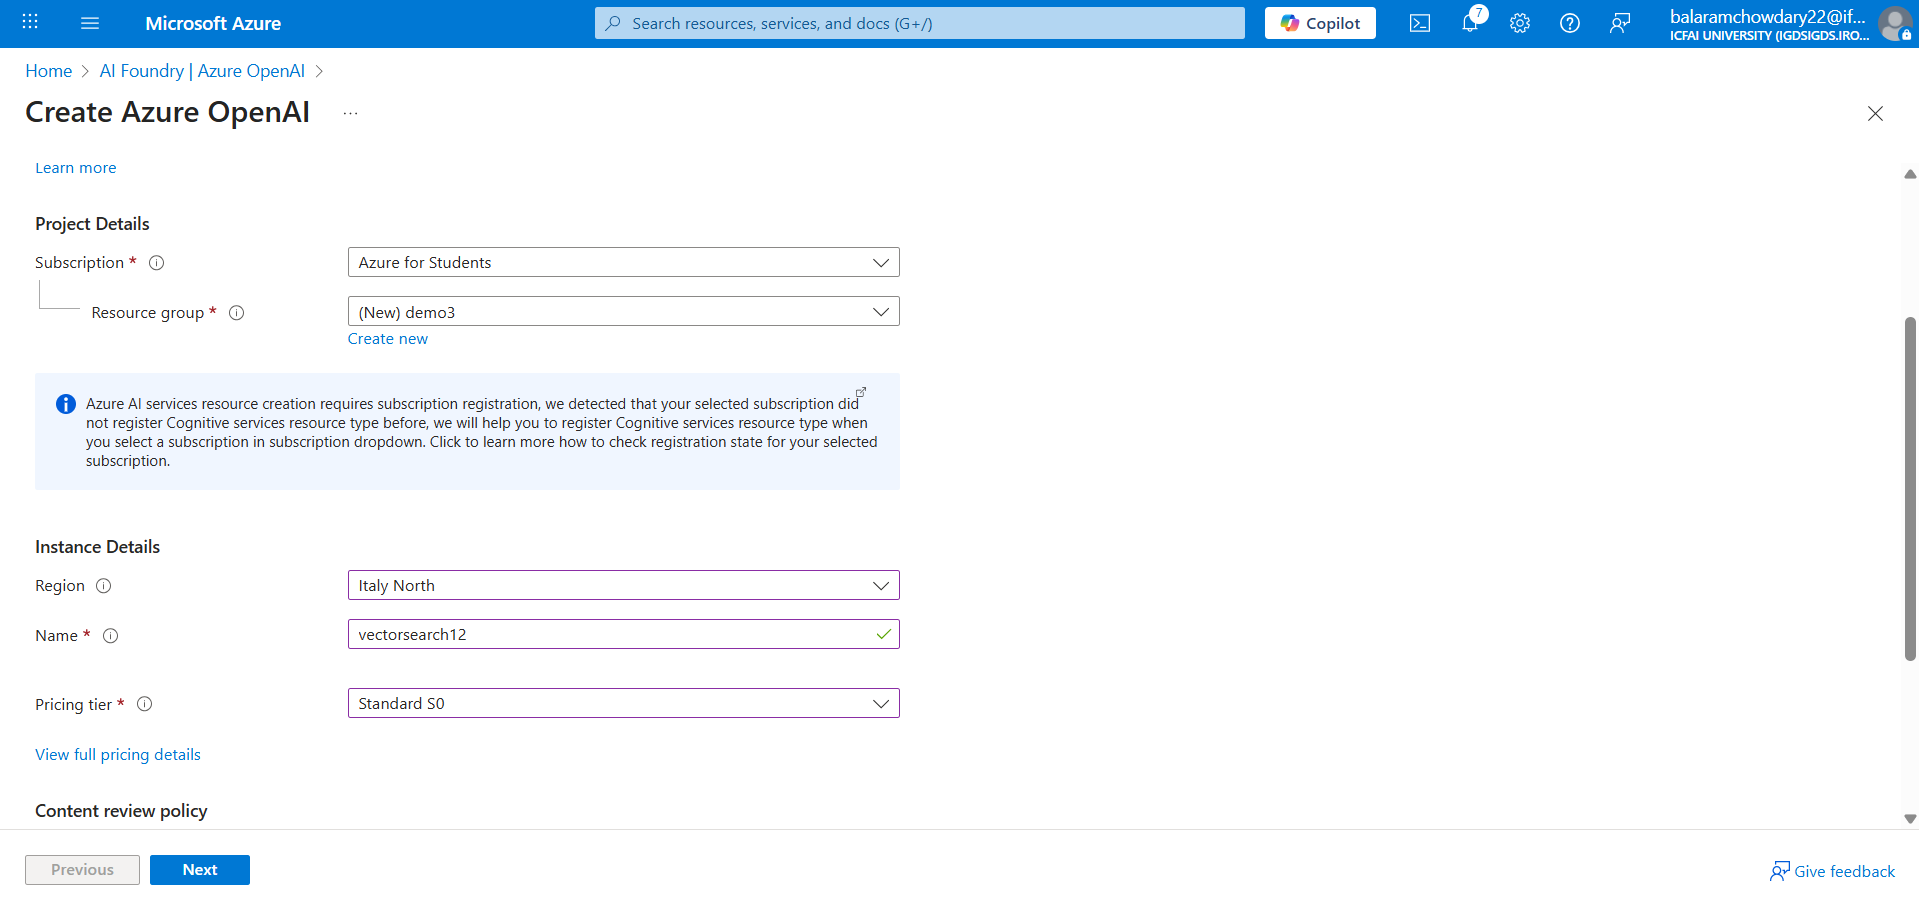 Microsoft Azure
Search resources, services, and docs (G+/)
Copilot
7
balaramchowdary22@if...
ICFAI UNIVERSITY (IGDSIGDS.IRO...
Home > AI Foundry | Azure OpenAI >
Create Azure OpenAI ...
Learn more
Project Details
Subscription *
Azure for Students
Resource group *
(New) demo3
Create new
Azure AI services resource creation requires subscription registration, we detected that your selected subscription did
not register Cognitive services resource type before, we will help you to register Cognitive services resource type when
you select a subscription in subscription dropdown. Click to learn more how to check registration state for your selected
subscription.
Instance Details
Region
Italy North
Name *
vectorsearch12
Pricing tier *
Standard S0
View full pricing details
Content review policy
Previous
Next
Give feedback